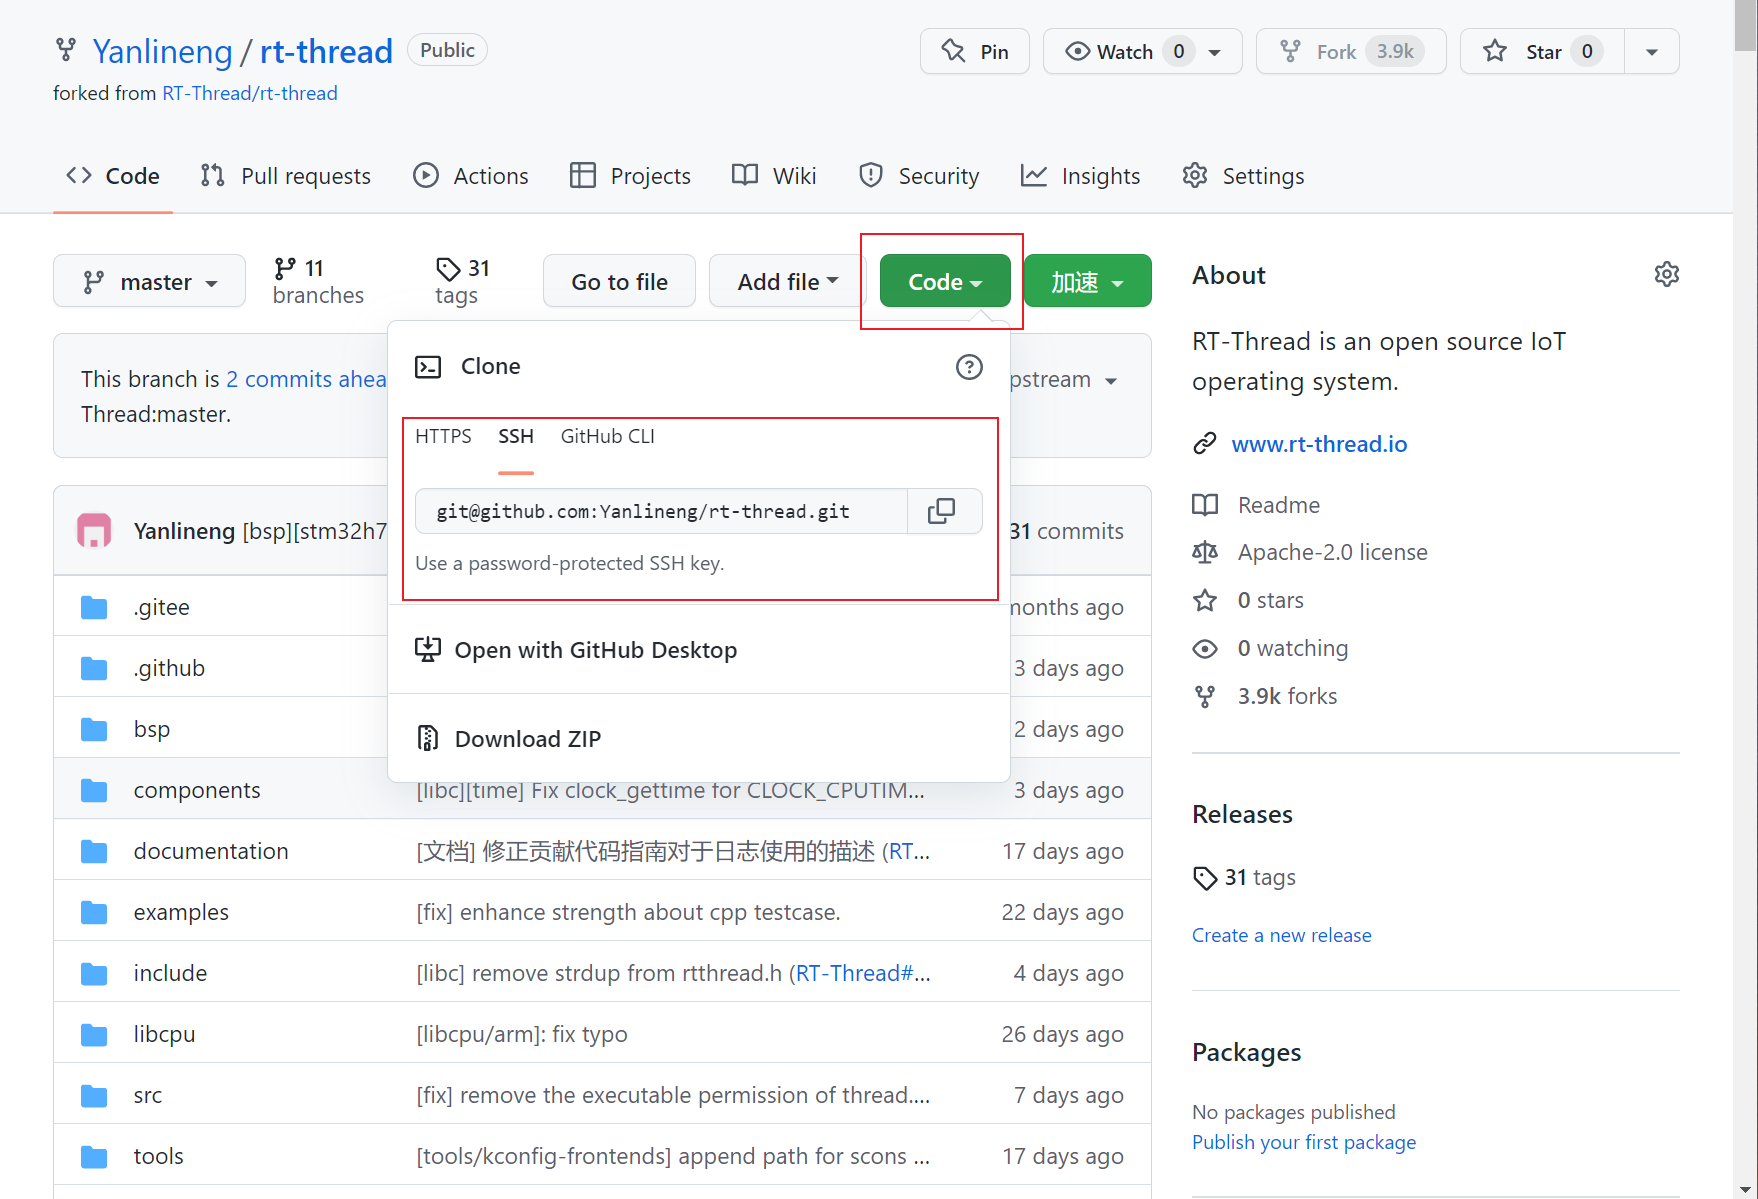 Yanlineng / rt-thread Public
Pin
Watch 0
Fork 3.9k
Star 0
forked from RT-Thread/rt-thread
Code
Pull requests
Actions
Projects
Wiki
Security
Insights
Settings
master
11 branches
31 tags
Go to file
Add file
Code
加速
This branch is 2 commits ahea
pstream
Thread:master.
Clone
HTTPS
SSH
GitHub CLI
git@github.com:Yanlineng/rt-thread.git
Use a password-protected SSH key.
Open with GitHub Desktop
Download ZIP
Yanlineng [bsp][stm32h7
31 commits
.gitee
months ago
.github
3 days ago
bsp
2 days ago
components [libc][time] Fix clock_gettime for CLOCK_CPUTIM... 3 days ago
documentation [文档] 修正贡献代码指南对于日志使用的描述 (RT... 17 days ago
examples [fix] enhance strength about cpp testcase. 22 days ago
include [libc] remove strdup from rtthread.h (RT-Thread#... 4 days ago
libcpu [libcpu/arm]: fix typo 26 days ago
src [fix] remove the executable permission of thread.... 7 days ago
tools [tools/kconfig-frontends] append path for scons ... 17 days ago
About
RT-Thread is an open source IoT
operating system.
www.rt-thread.io
Readme
Apache-2.0 license
0 stars
0 watching
3.9k forks
Releases
31 tags
Create a new release
Packages
No packages published
Publish your first package